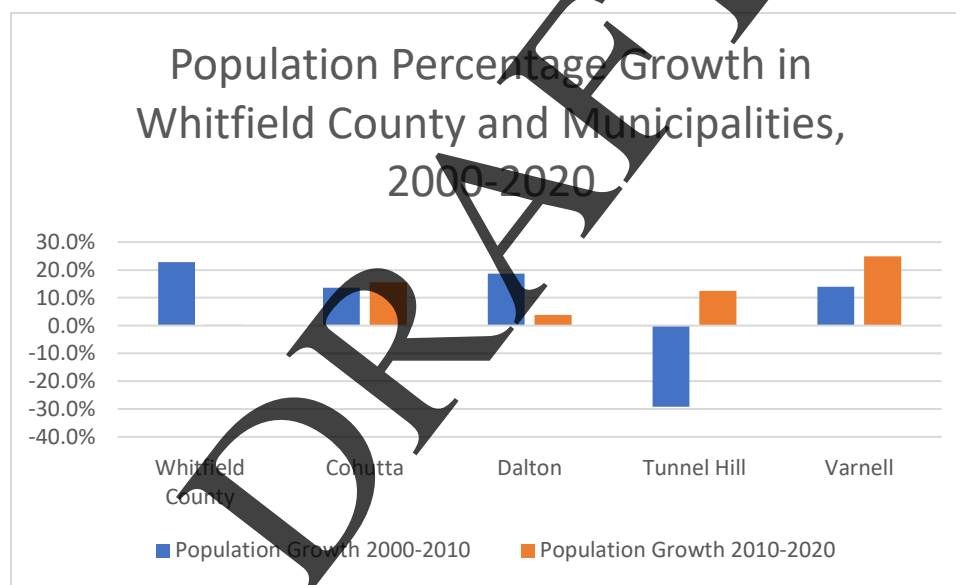 Population Percentage Growth in
Whitfield County and Municipalities,
2000-2020
30.0%
20.0%
10.0%
0.0%
-10.0%
-20.0%
-30.0%
-40.0%
Whitfield
County
Cohutta
Dalton
Tunnel Hill
Varnell
Population Growth 2000-2010
Population Growth 2010-2020
DRAFT